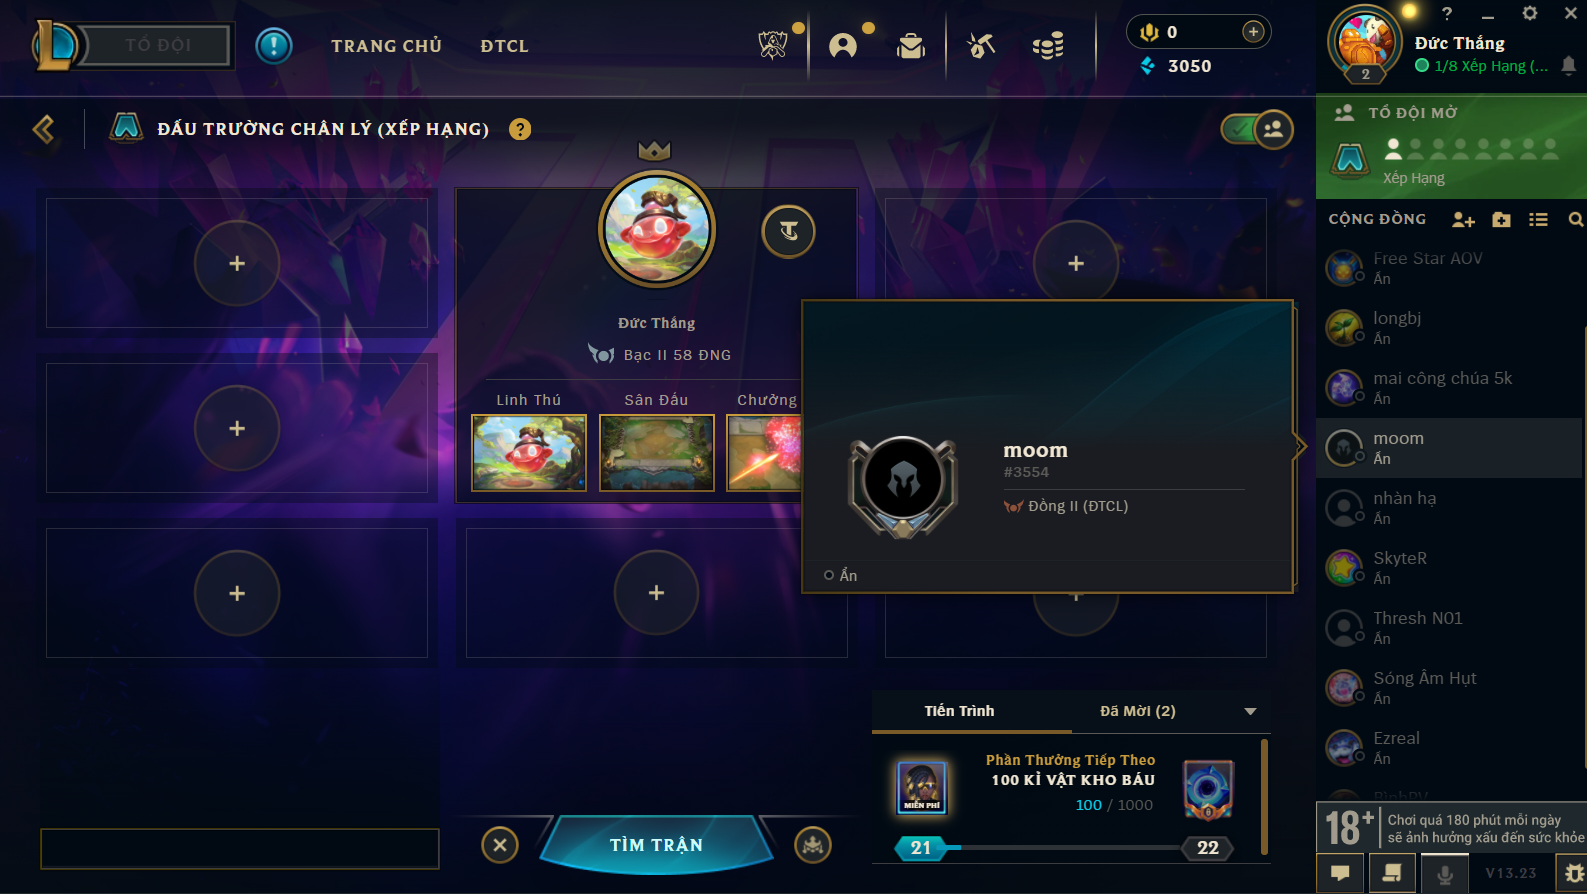 TỔ ĐỘI
TRANG CHỦ
ĐTCL
0
3050
Đức Thắng
2
1/8 Xếp Hạng (...
ĐẤU TRƯỜNG CHÂN LÝ (XẾP HẠNG)
?
TỔ ĐỘI MỞ
Xếp Hạng
CỘNG ĐỒNG
Đức Thắng
Bạc II 58 ĐNG
Linh Thú
Sân Đấu
Chưởng
moom
#3554
Đồng II (ĐTCL)
Ẩn
Free Star AOV
Ẩn
longbj
Ẩn
mai công chúa 5k
Ẩn
moom
Ẩn
nhàn hạ
Ẩn
SkyteR
Ẩn
Thresh N01
Ẩn
Sóng Âm Hụt
Ẩn
Ezreal
Ẩn
Tiến Trình
Đã Mời (2)
Phần Thưởng Tiếp Theo
100 KÌ VẬT KHO BÁU
100 / 1000
MIỄN PHÍ
21
22
TÌM TRẬN
18+
Chơi quá 180 phút mỗi ngày
sẽ ảnh hưởng xấu đến sức khỏe
V13.23